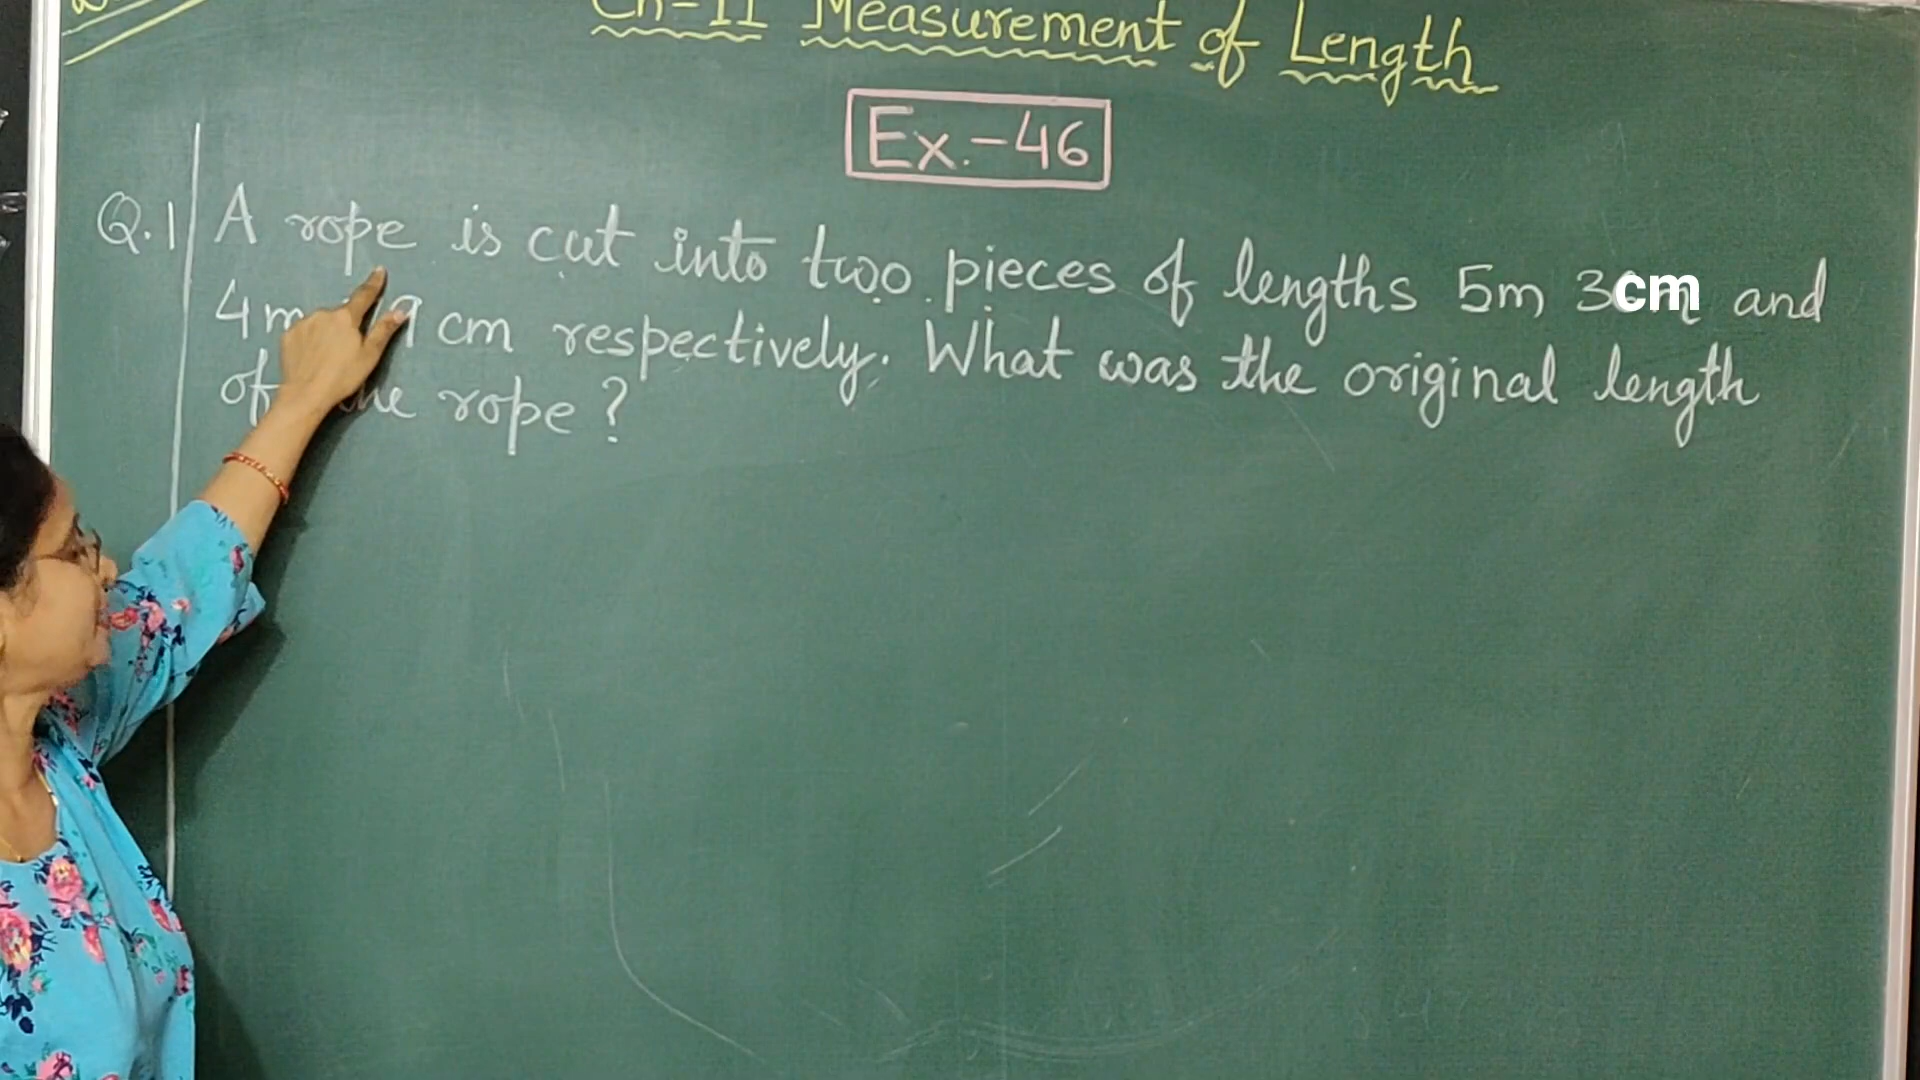 Ch-11 Measurement of Length
Ex.-46
Q.1 A rope is cut into two pieces of lengths 5m 3cm and
4m 9 cm respectively. What was the original length
of rope?